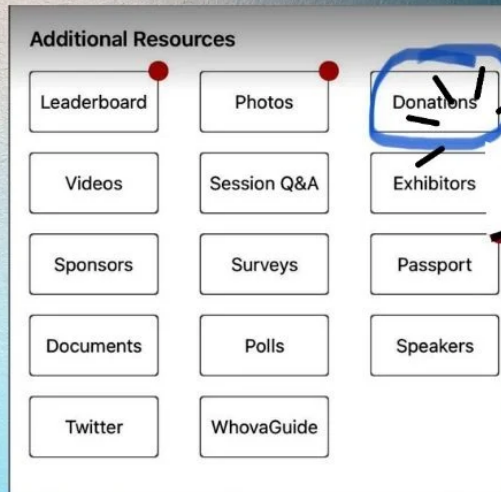 Additional Resources
Leaderboard Photos Donations
Videos Session Q&A Exhibitors
Sponsors Surveys Passport
Documents Polls Speakers
Twitter WhovaGuide